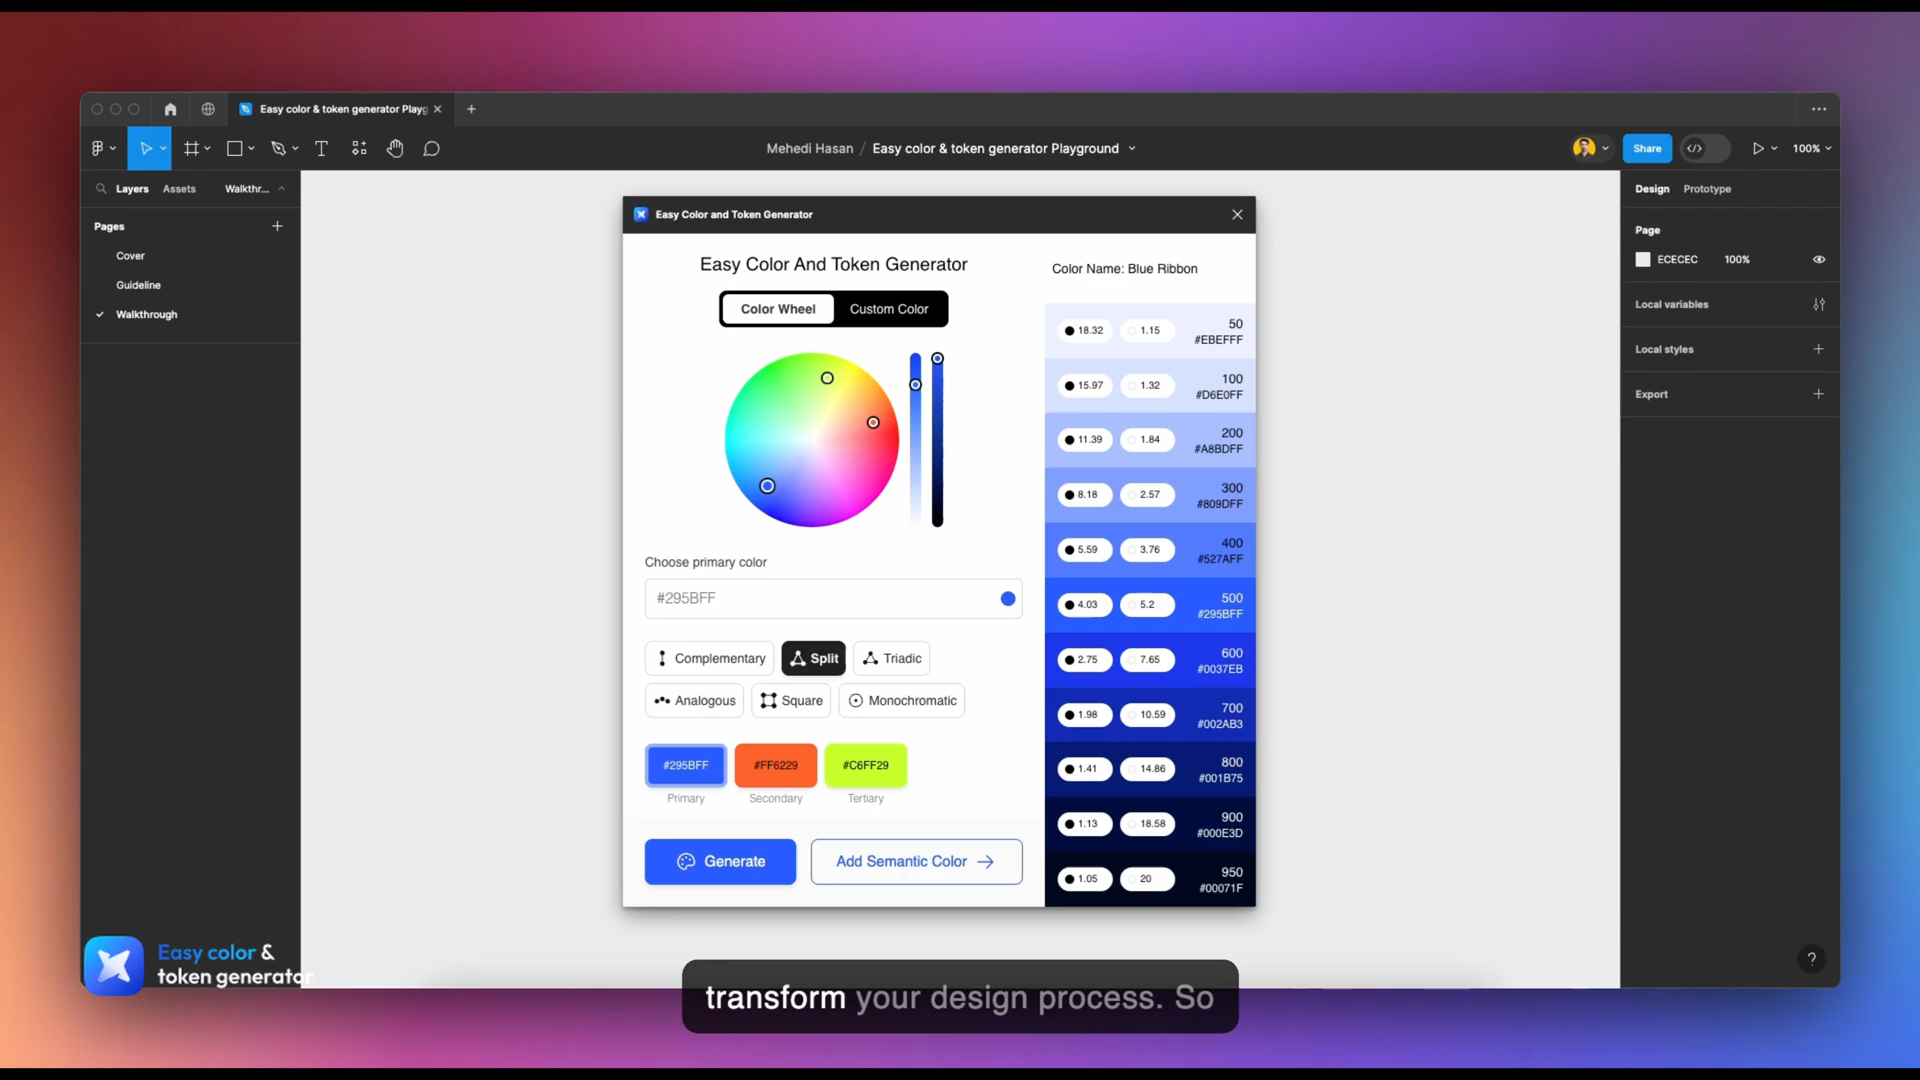 Easy color & token generator Playg
Mehedi Hasan / Easy color & token generator Playground
Share
100%
Layers
Assets
Walkthr...
Pages
Cover
Guideline
Walkthrough
Easy Color and Token Generator
Easy Color And Token Generator
Color Wheel
Custom Color
Choose primary color
#295BFF
Complementary
Split
Triadic
Analogous
Square
Monochromatic
#295BFF
#FF6229
#C6FF29
Primary
Secondary
Tertiary
Generate
Add Semantic Color
Color Name: Blue Ribbon
18.32 1.15 50
#EBEFFF
15.97 1.32 100
#D6E0FF
11.39 1.84 200
#A8BDFF
8.18 2.57 300
#809DFF
5.59 3.76 400
#527AFF
4.03 5.2 500
#295BFF
2.75 7.65 600
#0037EB
1.98 10.59 700
#002AB3
1.41 14.86 800
#001B75
1.13 18.58 900
#000E3D
1.05 20 950
#00071F
Design
Prototype
Page
ECECEC 100%
Local variables
Local styles
Export
?
Easy color &
token generator
transform your design process. So